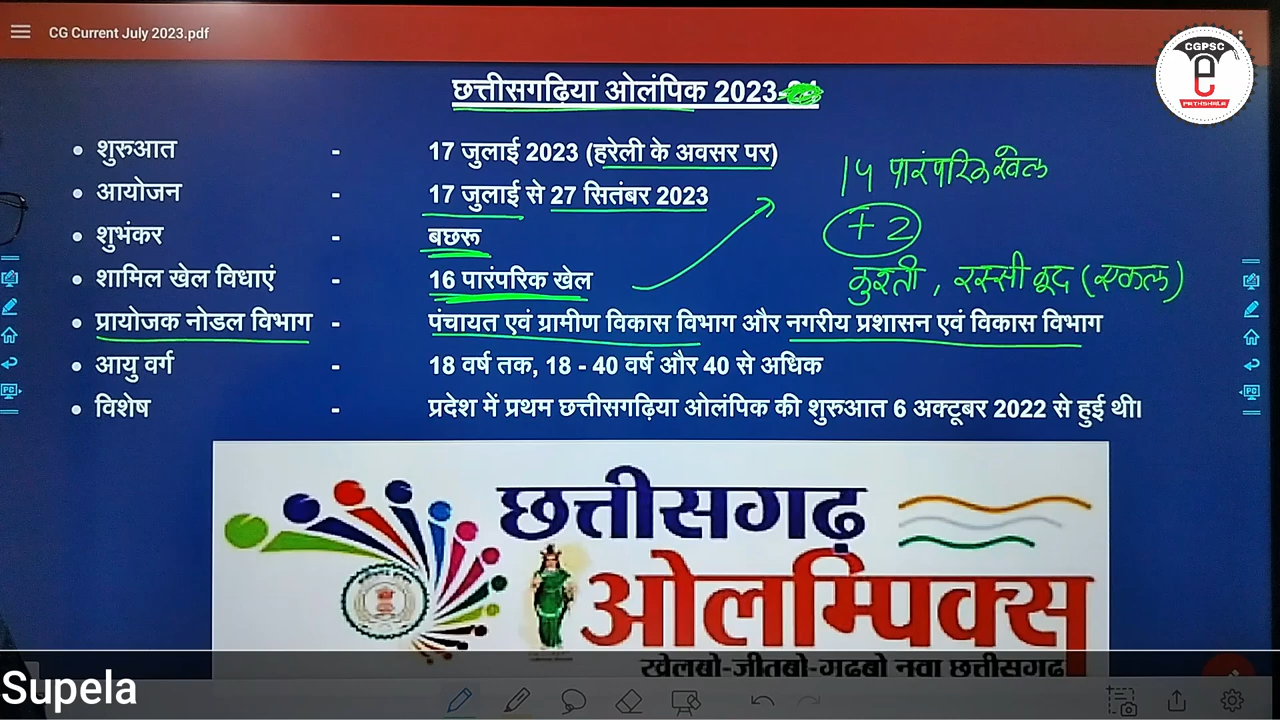 CG Current July 2023.pdf
CGPSC
e
PATHSHALA
छत्तीसगढ़िया ओलंपिक 2023-
• शुरुआत - 17 जुलाई 2023 (हरेली के अवसर पर)
14 पारंपरिक खेल
• आयोजन - 17 जुलाई से 27 सितंबर 2023
+2
• शुभंकर - बछरू
• शामिल खेल विधाएं - 16 पारंपरिक खेल
कुश्ती, रस्सी कूद (एकल)
• प्रायोजक नोडल विभाग - पंचायत एवं ग्रामीण विकास विभाग और नगरीय प्रशासन एवं विकास विभाग
• आयु वर्ग - 18 वर्ष तक, 18 - 40 वर्ष और 40 से अधिक
• विशेष - प्रदेश में प्रथम छत्तीसगढ़िया ओलंपिक की शुरुआत 6 अक्टूबर 2022 से हुई थी।
छत्तीसगढ़
ओलम्पिक्स
खेलबो-जीतबो-गढ़बो नवा छत्तीसगढ़
Supela